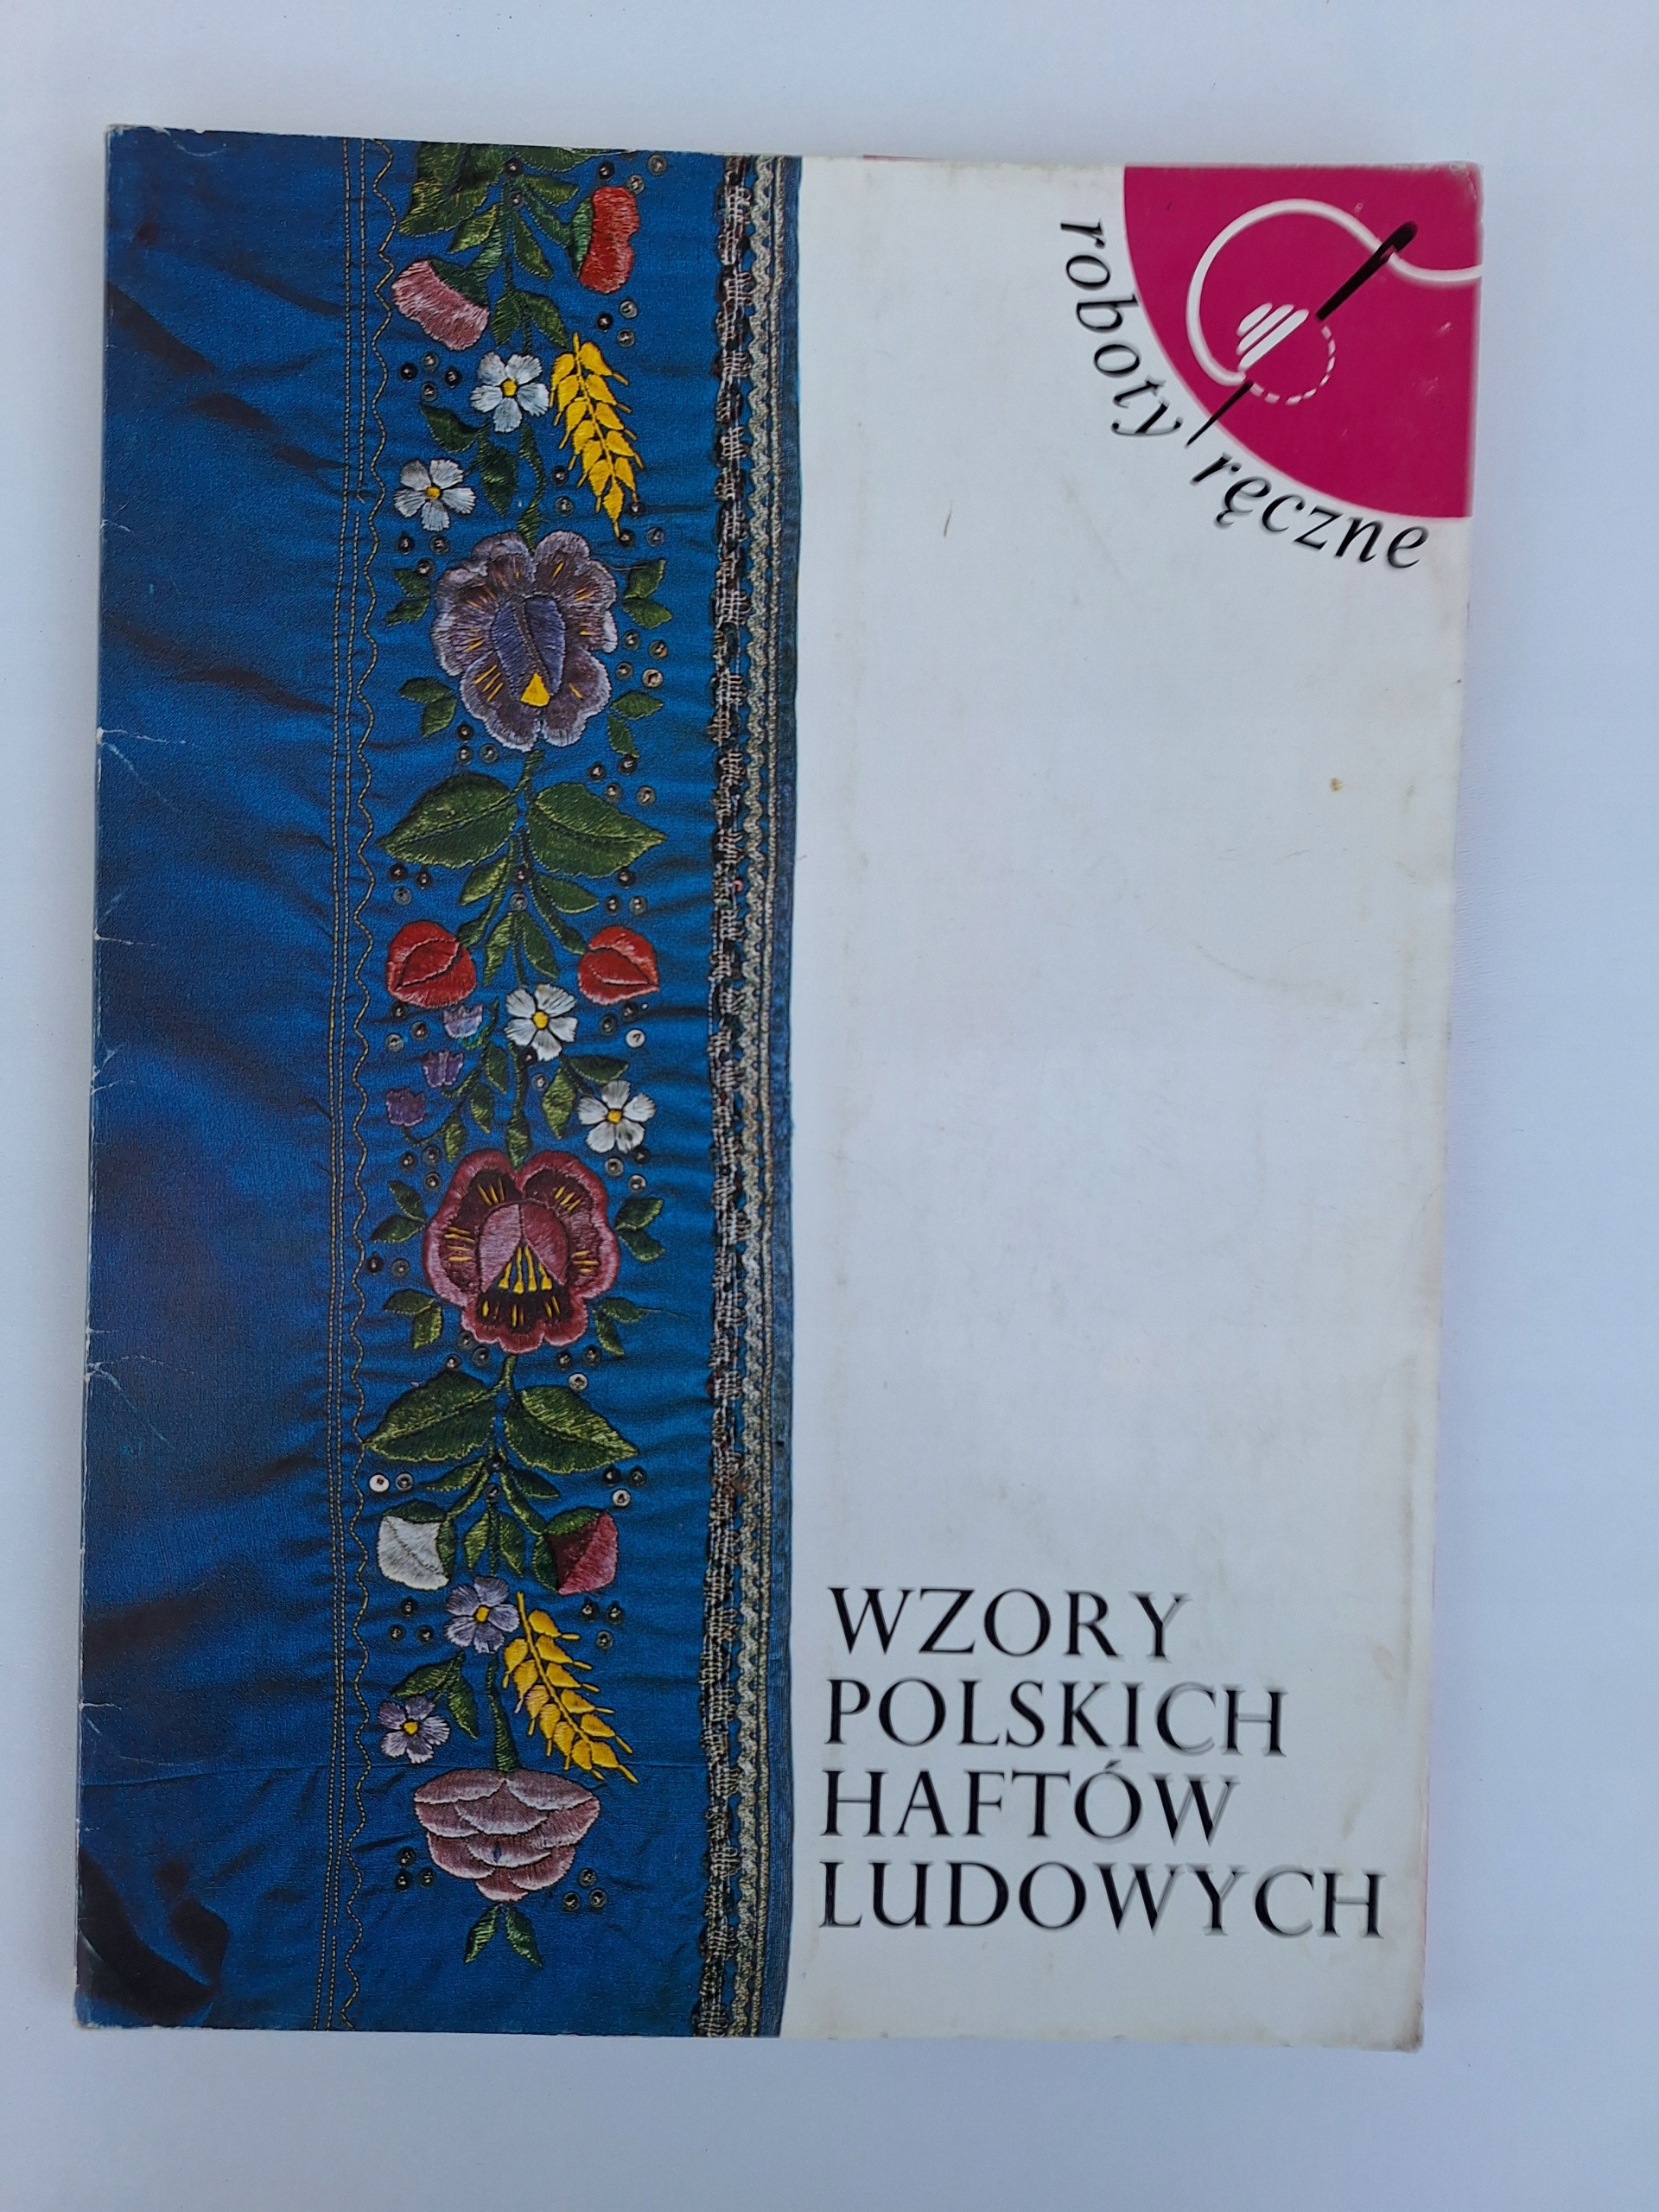 roboty ręczne
WZORY
POLSKICH
HAFTÓW
LUDOWYCH